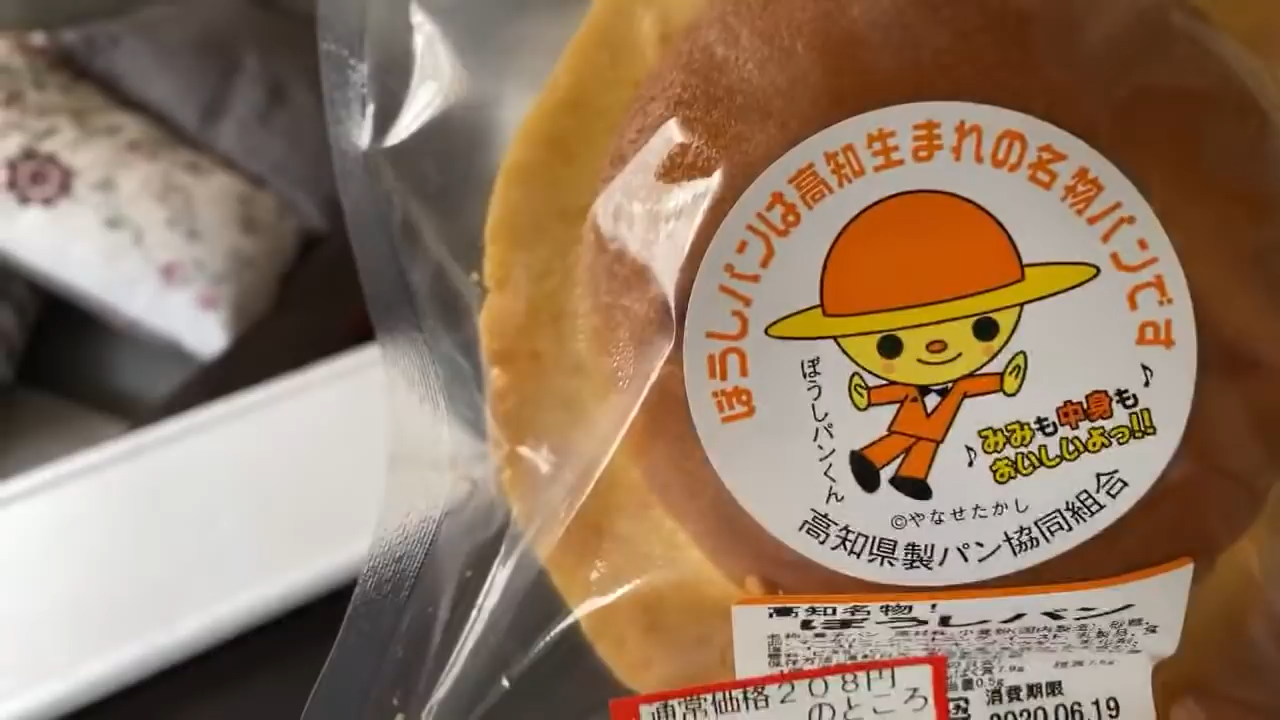 ぼうしパンは高知生まれの名物パンです
ぼうしパンくん
♪みみも中身も♪
おいしいよっ!!
©やなせたかし
高知県製パン協同組合
高知名物！
ぼうしパン
消費期限
2020.06.19
通常価格208円
のところ